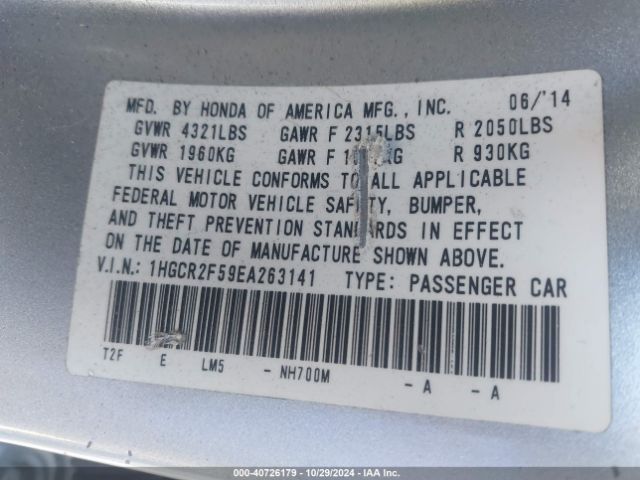 MFD. BY HONDA OF AMERICA MFG., INC. 06/'14
GVWR 4321LBS GAWR F 2315LBS R 2050LBS
GVWR 1960KG GAWR F R 930KG
THIS VEHICLE CONFORMS TO ALL APPLICABLE
FEDERAL MOTOR VEHICLE SAFETY, BUMPER,
AND THEFT PREVENTION STANDARDS IN EFFECT
ON THE DATE OF MANUFACTURE SHOWN ABOVE.
V.I.N.: 1HGCR2F59EA263141 TYPE: PASSENGER CAR
T2F E LM5 - NH700M - A - A
000-40726179 - 10/29/2024 - IAA Inc.